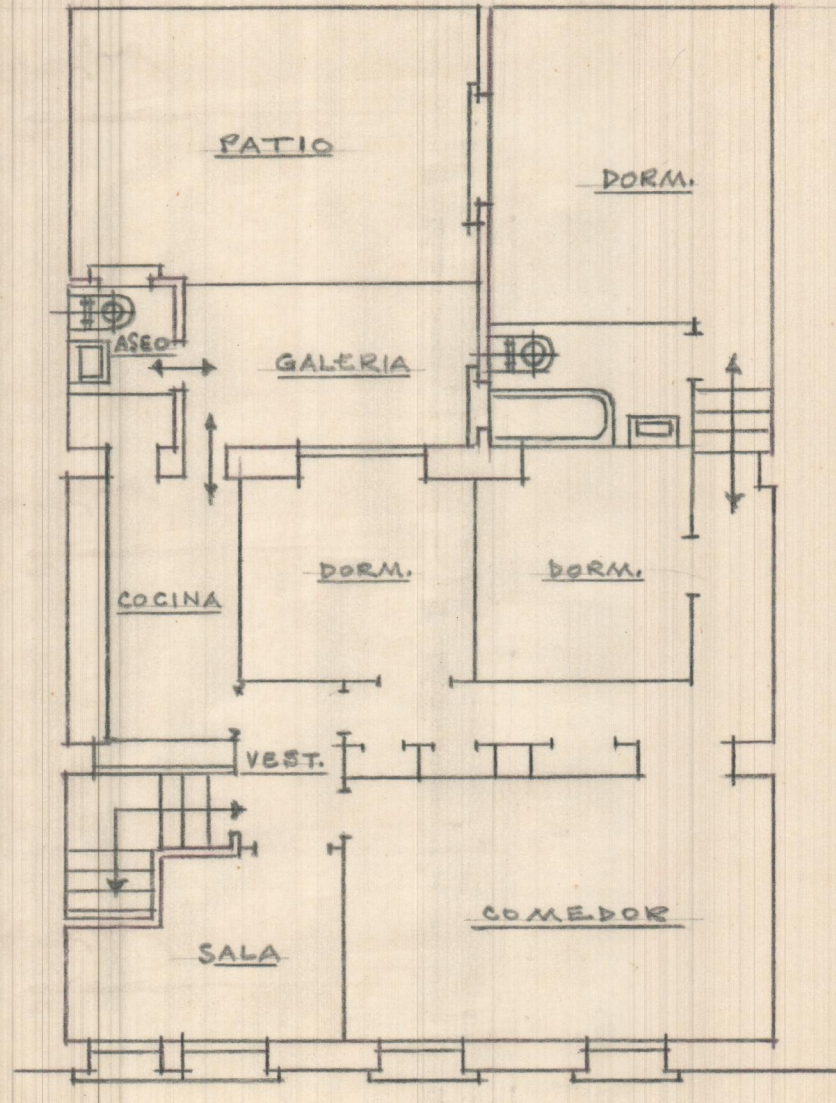 PATIO
DORM.
ASEO
GALERIA
DORM.
DORM.
COCINA
VEST.
COMEDOR
SALA